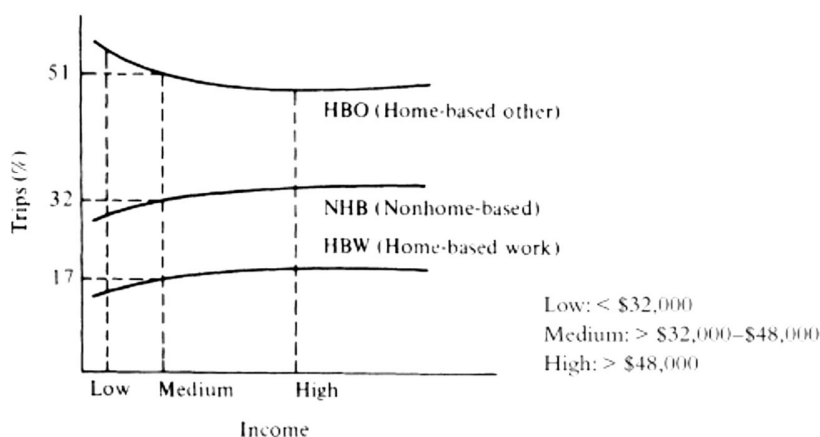 51
HBO (Home-based other)
Trips (%)
32
NHB (Nonhome-based)
HBW (Home-based work)
17
Low: < $32,000
Medium: > $32,000–$48,000
High: > $48,000
Low Medium High
Income